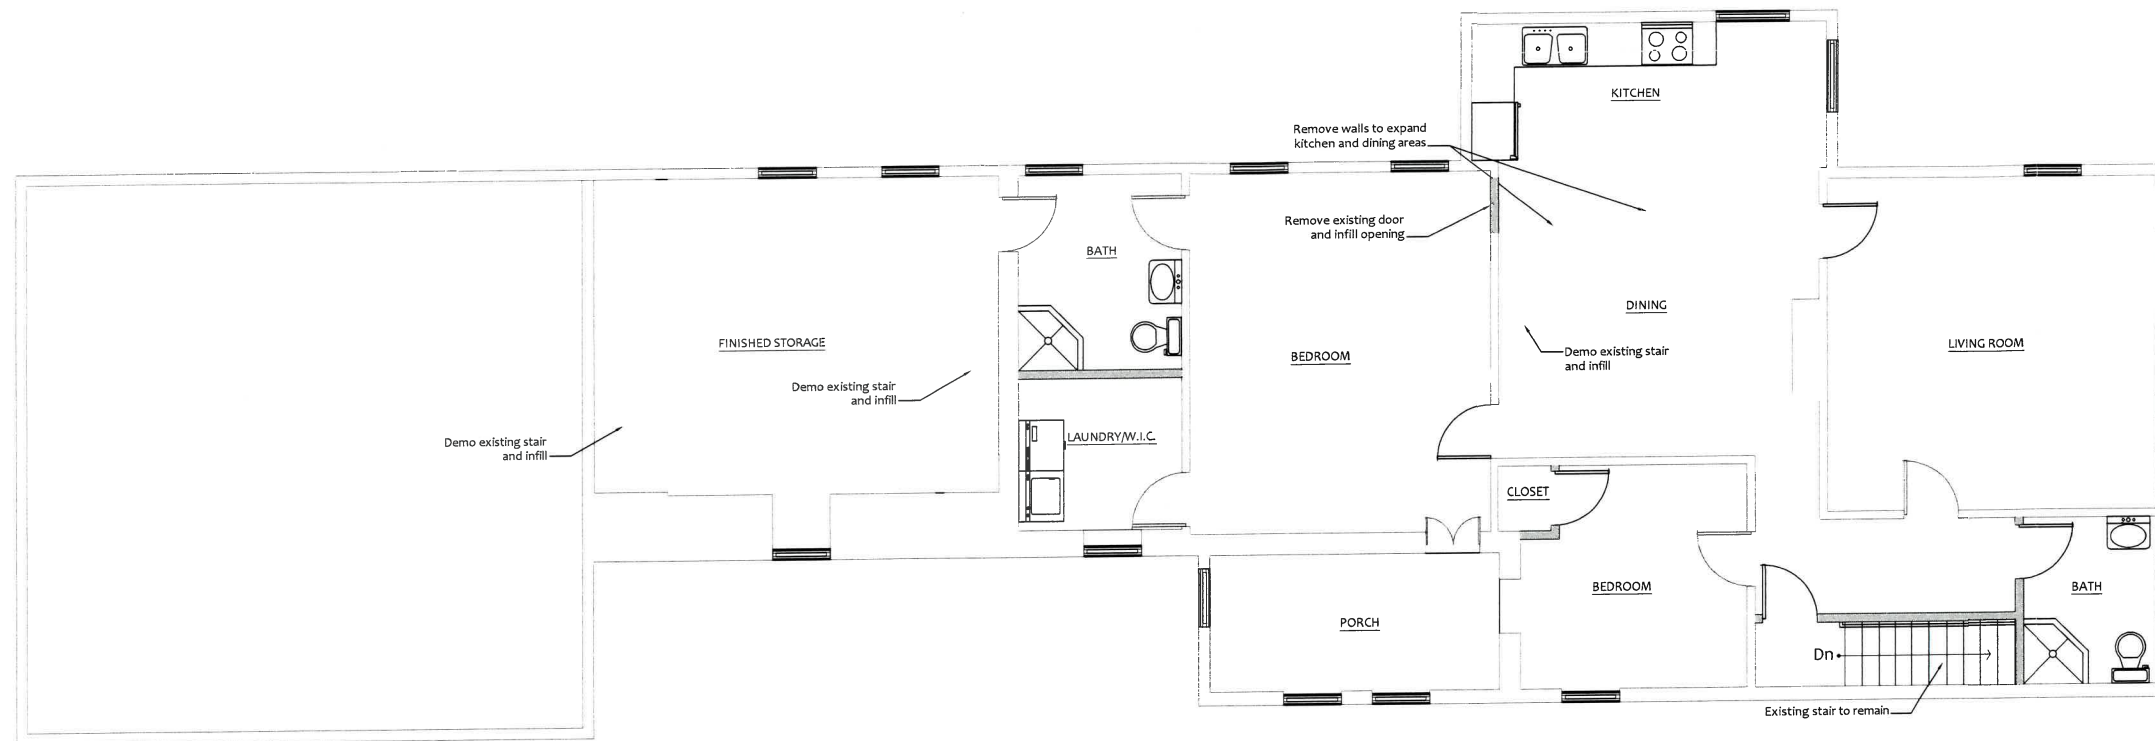 KITCHEN
Remove walls to expand
kitchen and dining areas
Remove existing door
and infill opening
BATH
DINING
FINISHED STORAGE
BEDROOM
LIVING ROOM
Demo existing stair
and infill
Demo existing stair
and infill
Demo existing stair
and infill
LAUNDRY/W.I.C.
CLOSET
BEDROOM
BATH
PORCH
Dn
Existing stair to remain